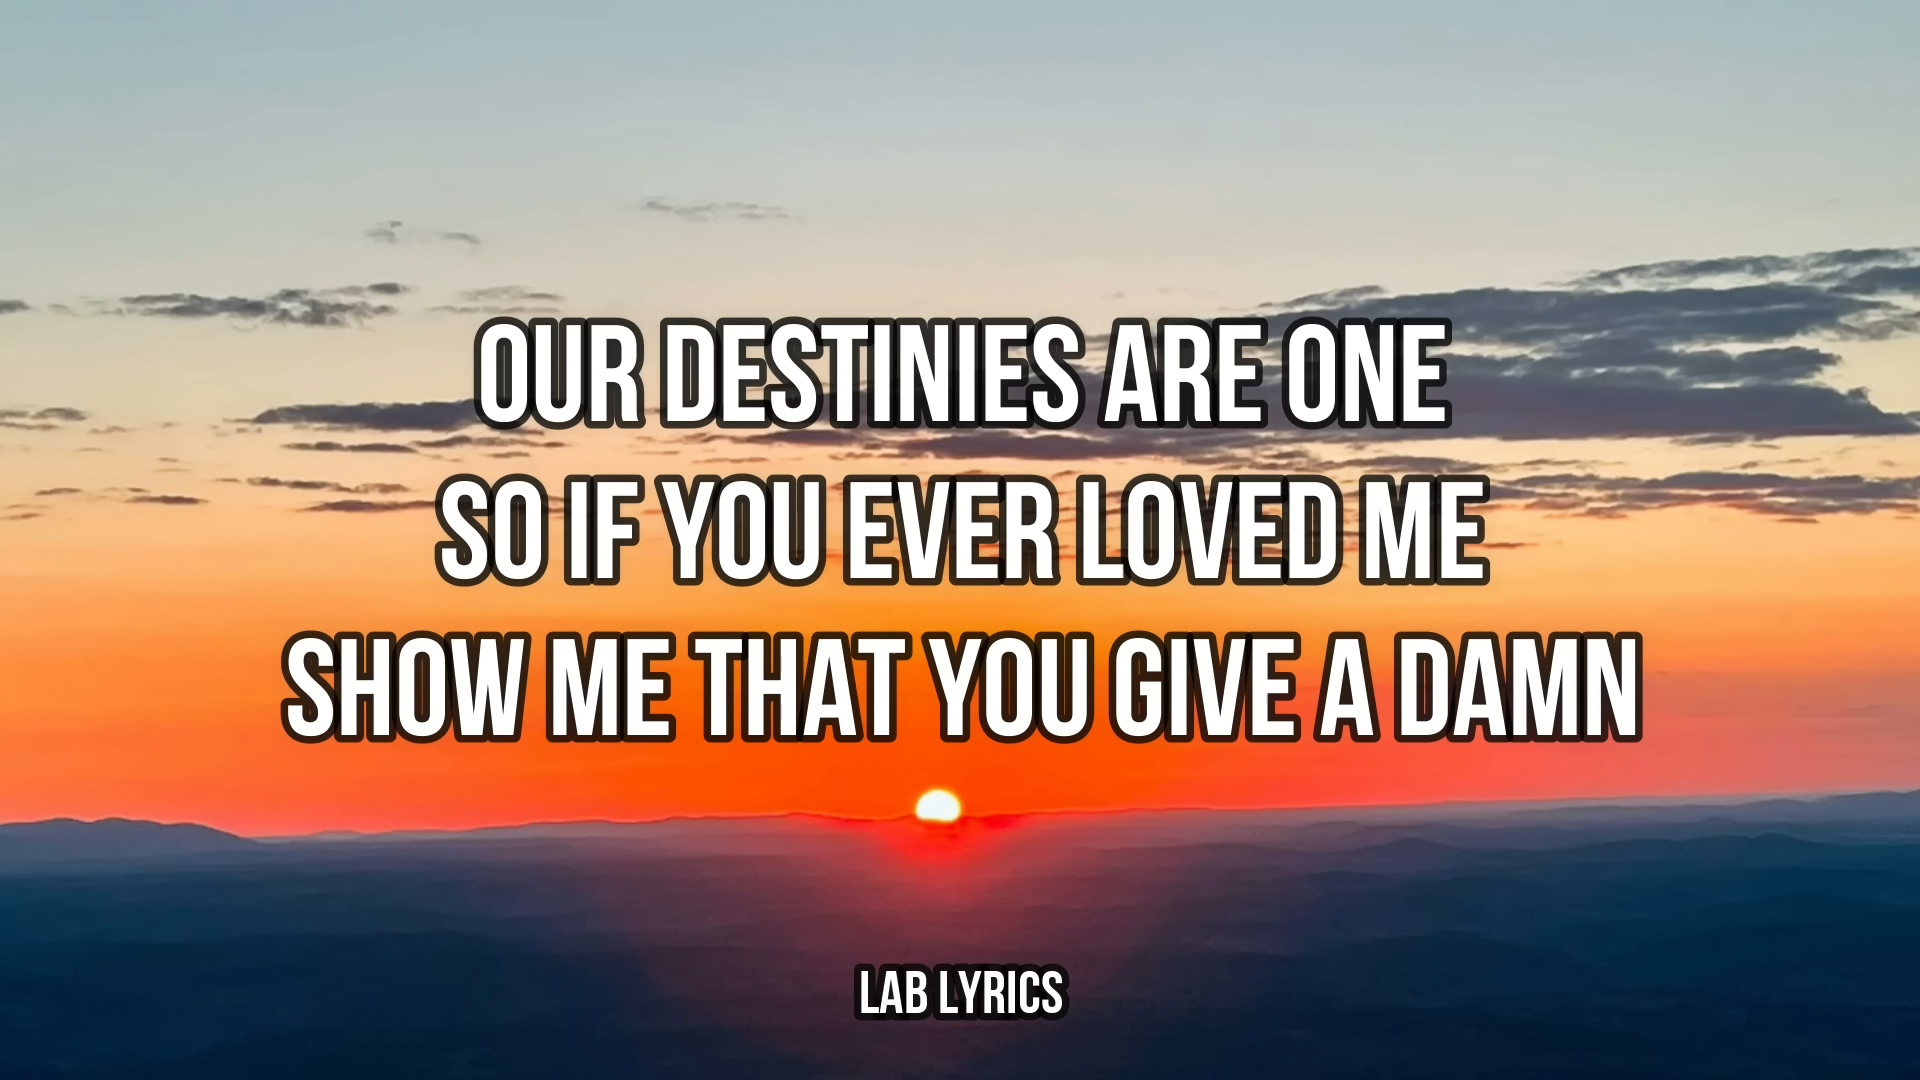 OUR DESTINIES ARE ONE
SO IF YOU EVER LOVED ME
SHOW ME THAT YOU GIVE A DAMN
LAB LYRICS